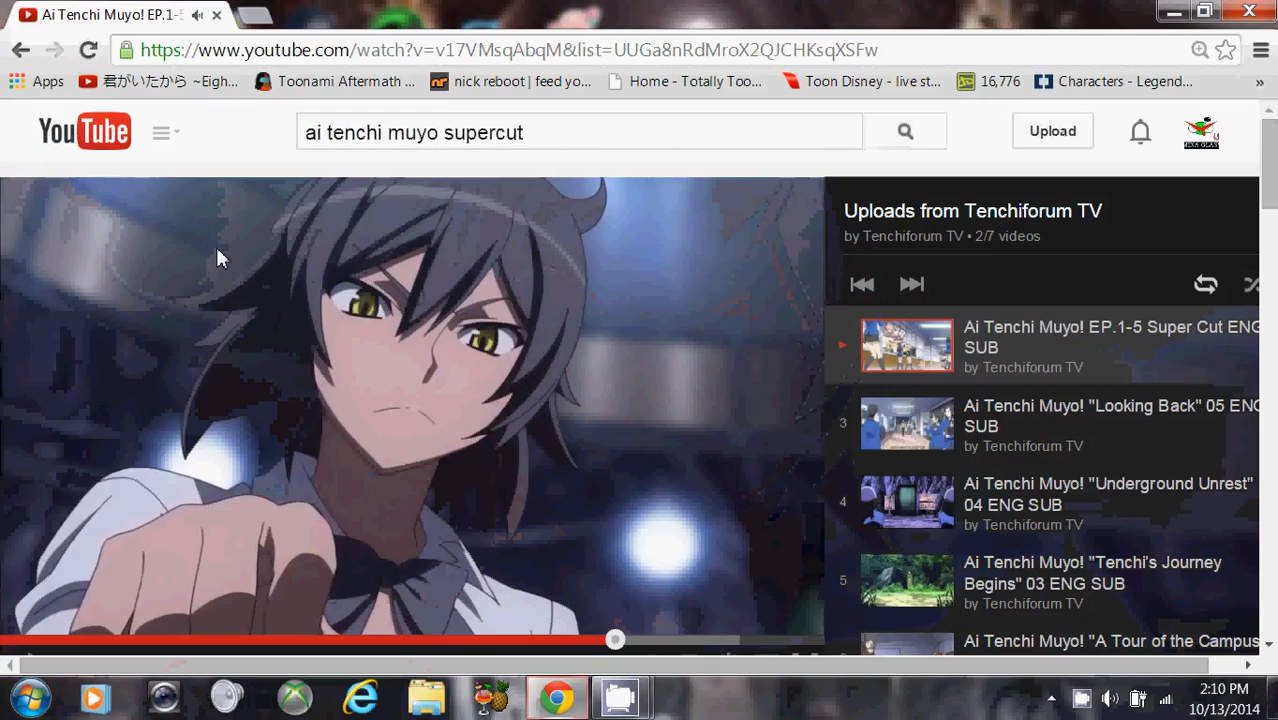 Ai Tenchi Muyo! EP.1-5
https://www.youtube.com/watch?v=v17VMsqAbqM&list=UUGa8nRdMroX2QJCHKsqXSFw
Apps
君がいたから ~Eigh...
Toonami Aftermath ...
nick reboot | feed yo...
Home - Totally Too...
Toon Disney - live st...
16,776
Characters - Legend...
»
YouTube
ai tenchi muyo supercut
Upload
Uploads from Tenchiforum TV
by Tenchiforum TV • 2/7 videos
Ai Tenchi Muyo! EP.1-5 Super Cut ENG
SUB
by Tenchiforum TV
3
Ai Tenchi Muyo! "Looking Back" 05 ENG
SUB
by Tenchiforum TV
4
Ai Tenchi Muyo! "Underground Unrest"
04 ENG SUB
by Tenchiforum TV
5
Ai Tenchi Muyo! "Tenchi's Journey
Begins" 03 ENG SUB
by Tenchiforum TV
Ai Tenchi Muyo! "A Tour of the Campus
2:10 PM
10/13/2014